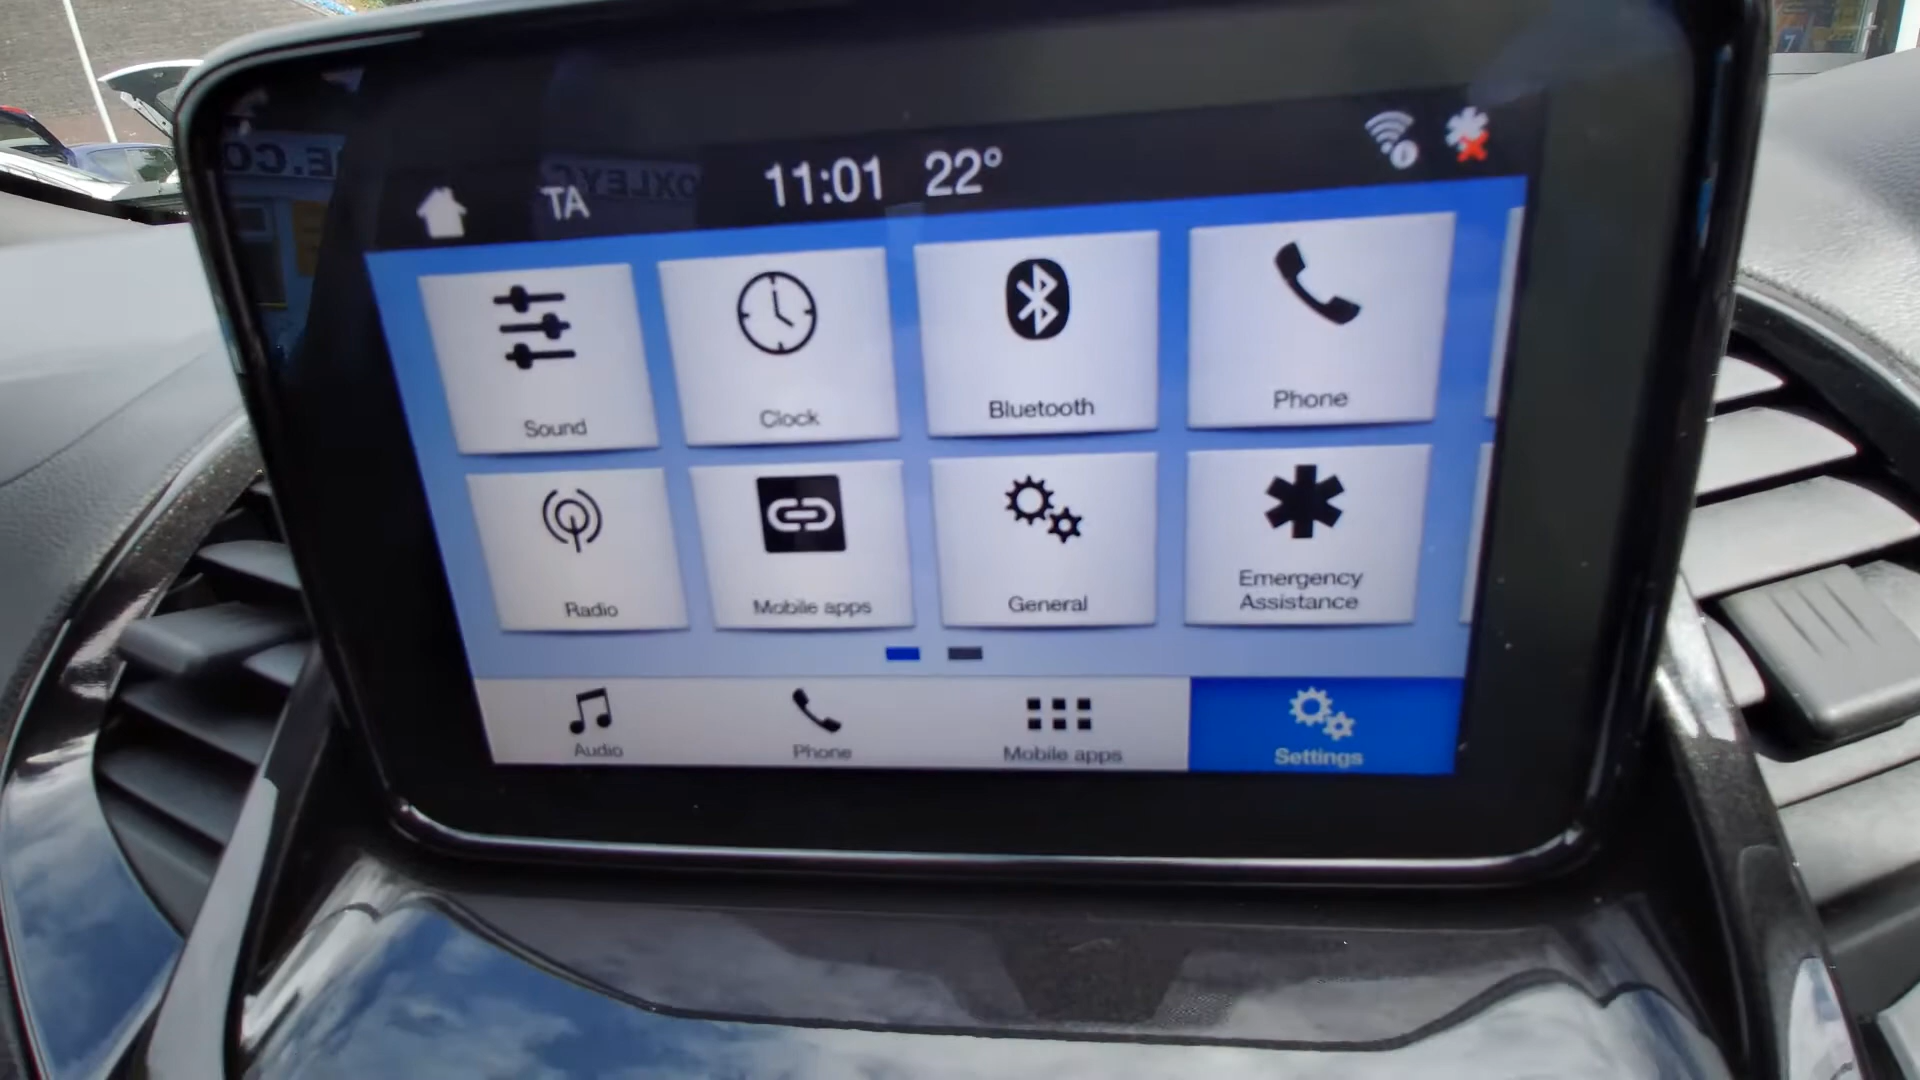 TA 11:01 22°
Sound Clock Bluetooth Phone
Radio Mobile apps General Emergency
Assistance
Audio Phone Mobile apps Settings
7